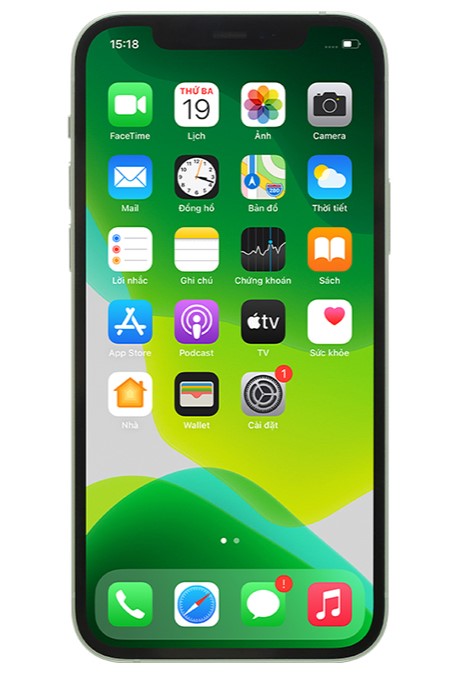 15:18
THỨ BA
19
FaceTime
Lịch
Ảnh
Camera
Mail
Đồng hồ
Bản đồ
Thời tiết
Lời nhắc
Ghi chú
Chứng khoán
Sách
App Store
Podcast
tv
TV
Sức khỏe
1
Nhà
Wallet
Cài đặt
!